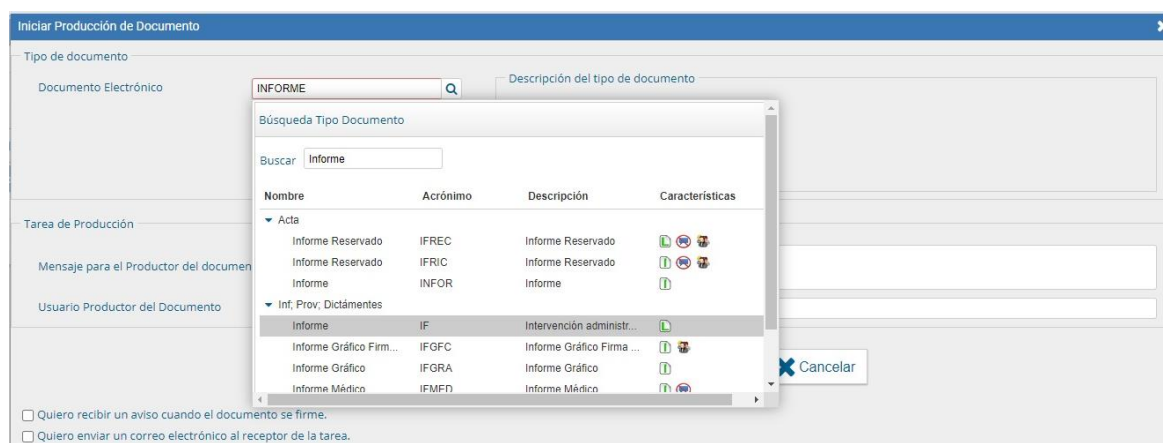 Iniciar Producción de Documento
Tipo de documento
Documento Electrónico INFORME
Descripción del tipo de documento
Búsqueda Tipo Documento
Buscar Informe
Nombre Acrónimo Descripción Características
Acta
Informe Reservado IFREC Informe Reservado
Informe Reservado IFRIC Informe Reservado
Informe INFOR Informe
Inf; Prov; Dictámentes
Informe IF Intervención administr...
Informe Gráfico Firm... IFGFC Informe Gráfico Firma ...
Informe Gráfico IFGRA Informe Gráfico
Informe Médico IFMED Informe Médico
Tarea de Producción
Mensaje para el Productor del documen
Usuario Productor del Documento
Cancelar
Quiero recibir un aviso cuando el documento se firme.
Quiero enviar un correo electrónico al receptor de la tarea.